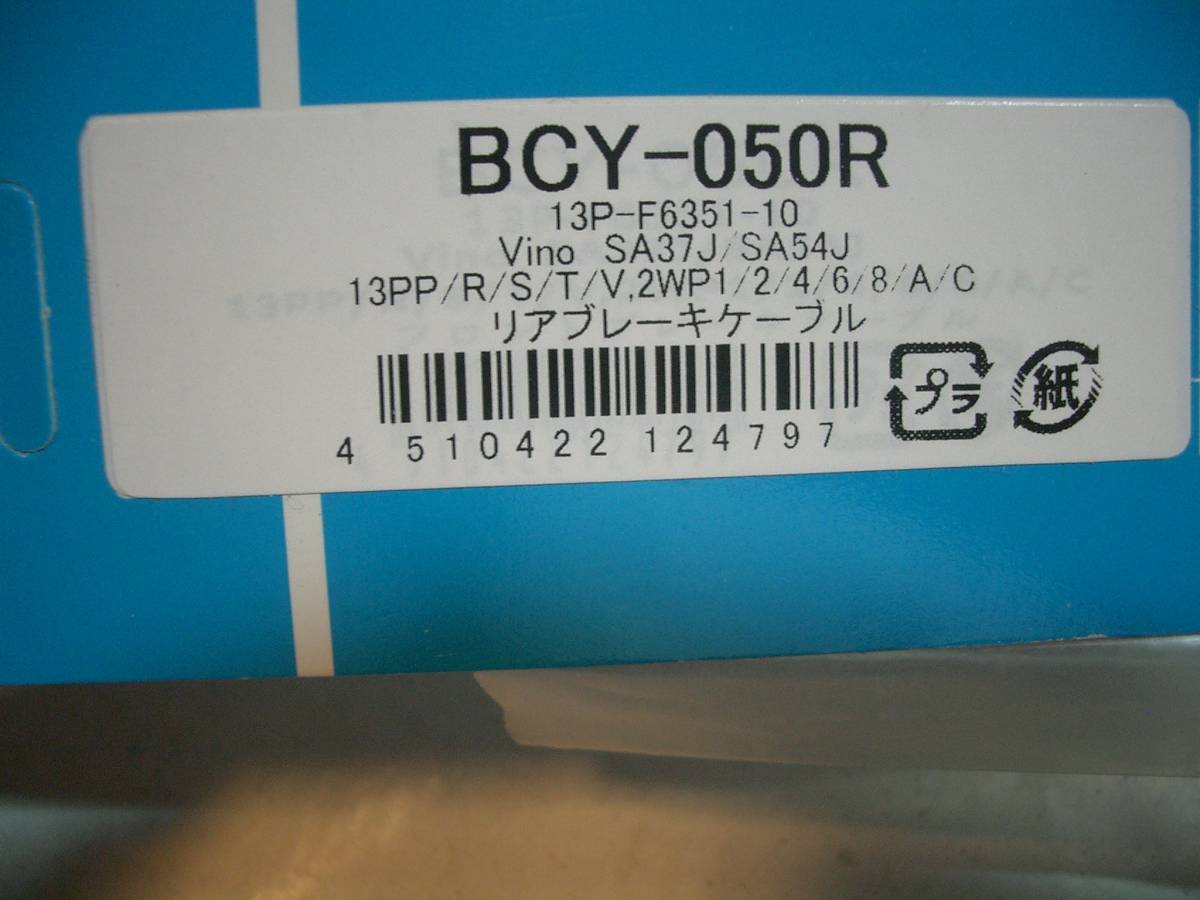 BCY-050R
13P-F6351-10
Vino SA37J/SA54J
13PP/R/S/T/V,2WP1/2/4/6/8/A/C
リアブレーキケーブル
4 510422 124797
プラ
紙